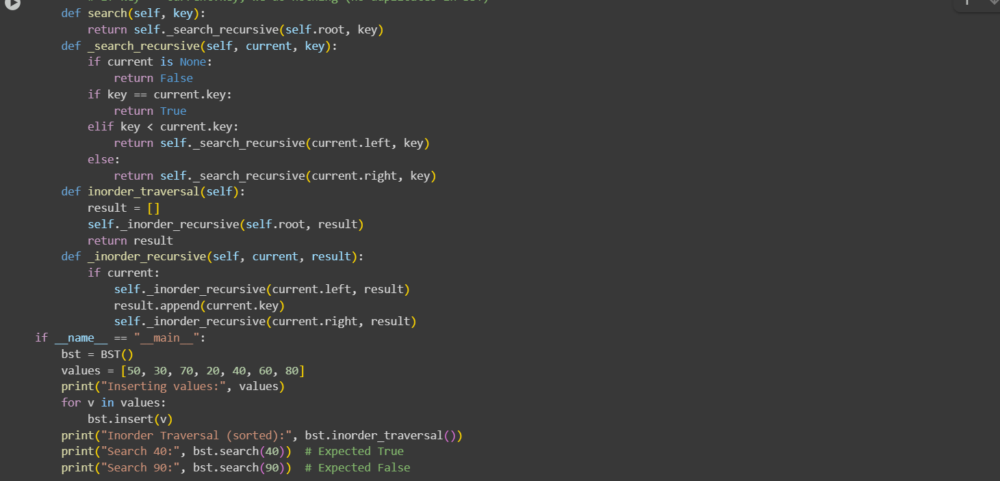 def search(self, key):
return self._search_recursive(self.root, key)
def _search_recursive(self, current, key):
if current is None:
return False
if key == current.key:
return True
elif key < current.key:
return self._search_recursive(current.left, key)
else:
return self._search_recursive(current.right, key)
def inorder_traversal(self):
result = []
self._inorder_recursive(self.root, result)
return result
def _inorder_recursive(self, current, result):
if current:
self._inorder_recursive(current.left, result)
result.append(current.key)
self._inorder_recursive(current.right, result)
if __name__ == "__main__":
bst = BST()
values = [50, 30, 70, 20, 40, 60, 80]
print("Inserting values:", values)
for v in values:
bst.insert(v)
print("Inorder Traversal (sorted):", bst.inorder_traversal())
print("Search 40:", bst.search(40))  # Expected True
print("Search 90:", bst.search(90))  # Expected False